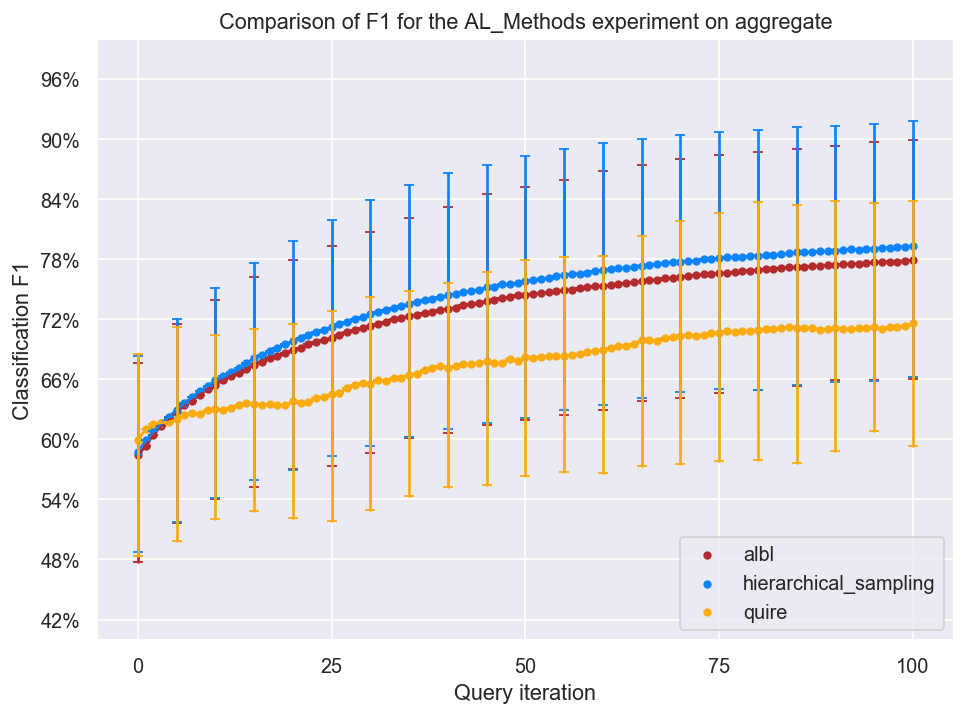 Comparison of F1 for the AL_Methods experiment on aggregate
96%
90%
84%
78%
72%
66%
60%
54%
48%
42%
Classification F1
0
25
50
75
100
Query iteration
albl
hierarchical_sampling
quire